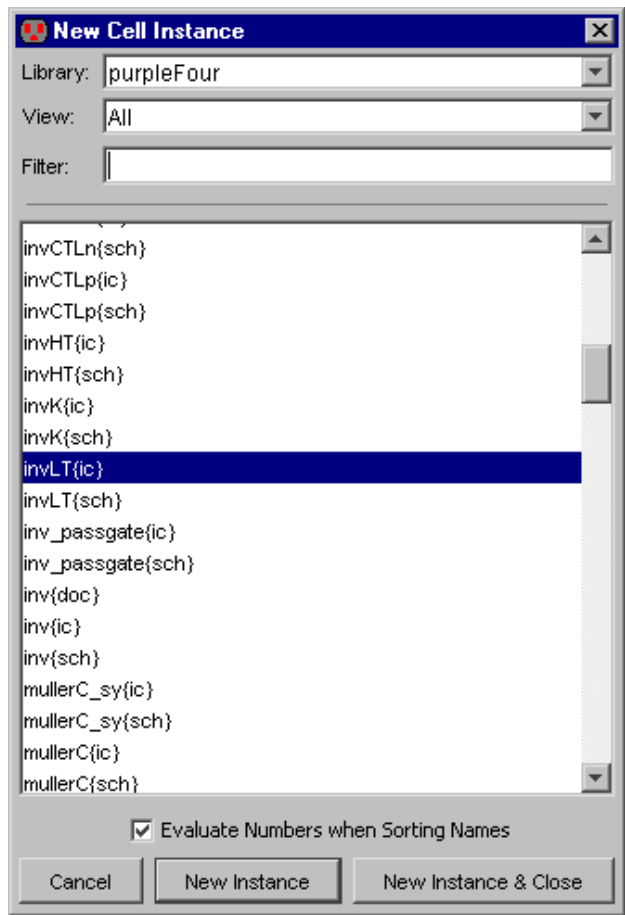 New Cell Instance
Library: purpleFour
View: All
Filter:
invCTLn{sch}
invCTLp{ic}
invCTLp{sch}
invHT{ic}
invHT{sch}
invK{ic}
invK{sch}
invLT{ic}
invLT{sch}
inv_passgate{ic}
inv_passgate{sch}
inv{doc}
inv{ic}
inv{sch}
mullerC_sy{ic}
mullerC_sy{sch}
mullerC{ic}
mullerC{sch}
Evaluate Numbers when Sorting Names
Cancel New Instance New Instance & Close